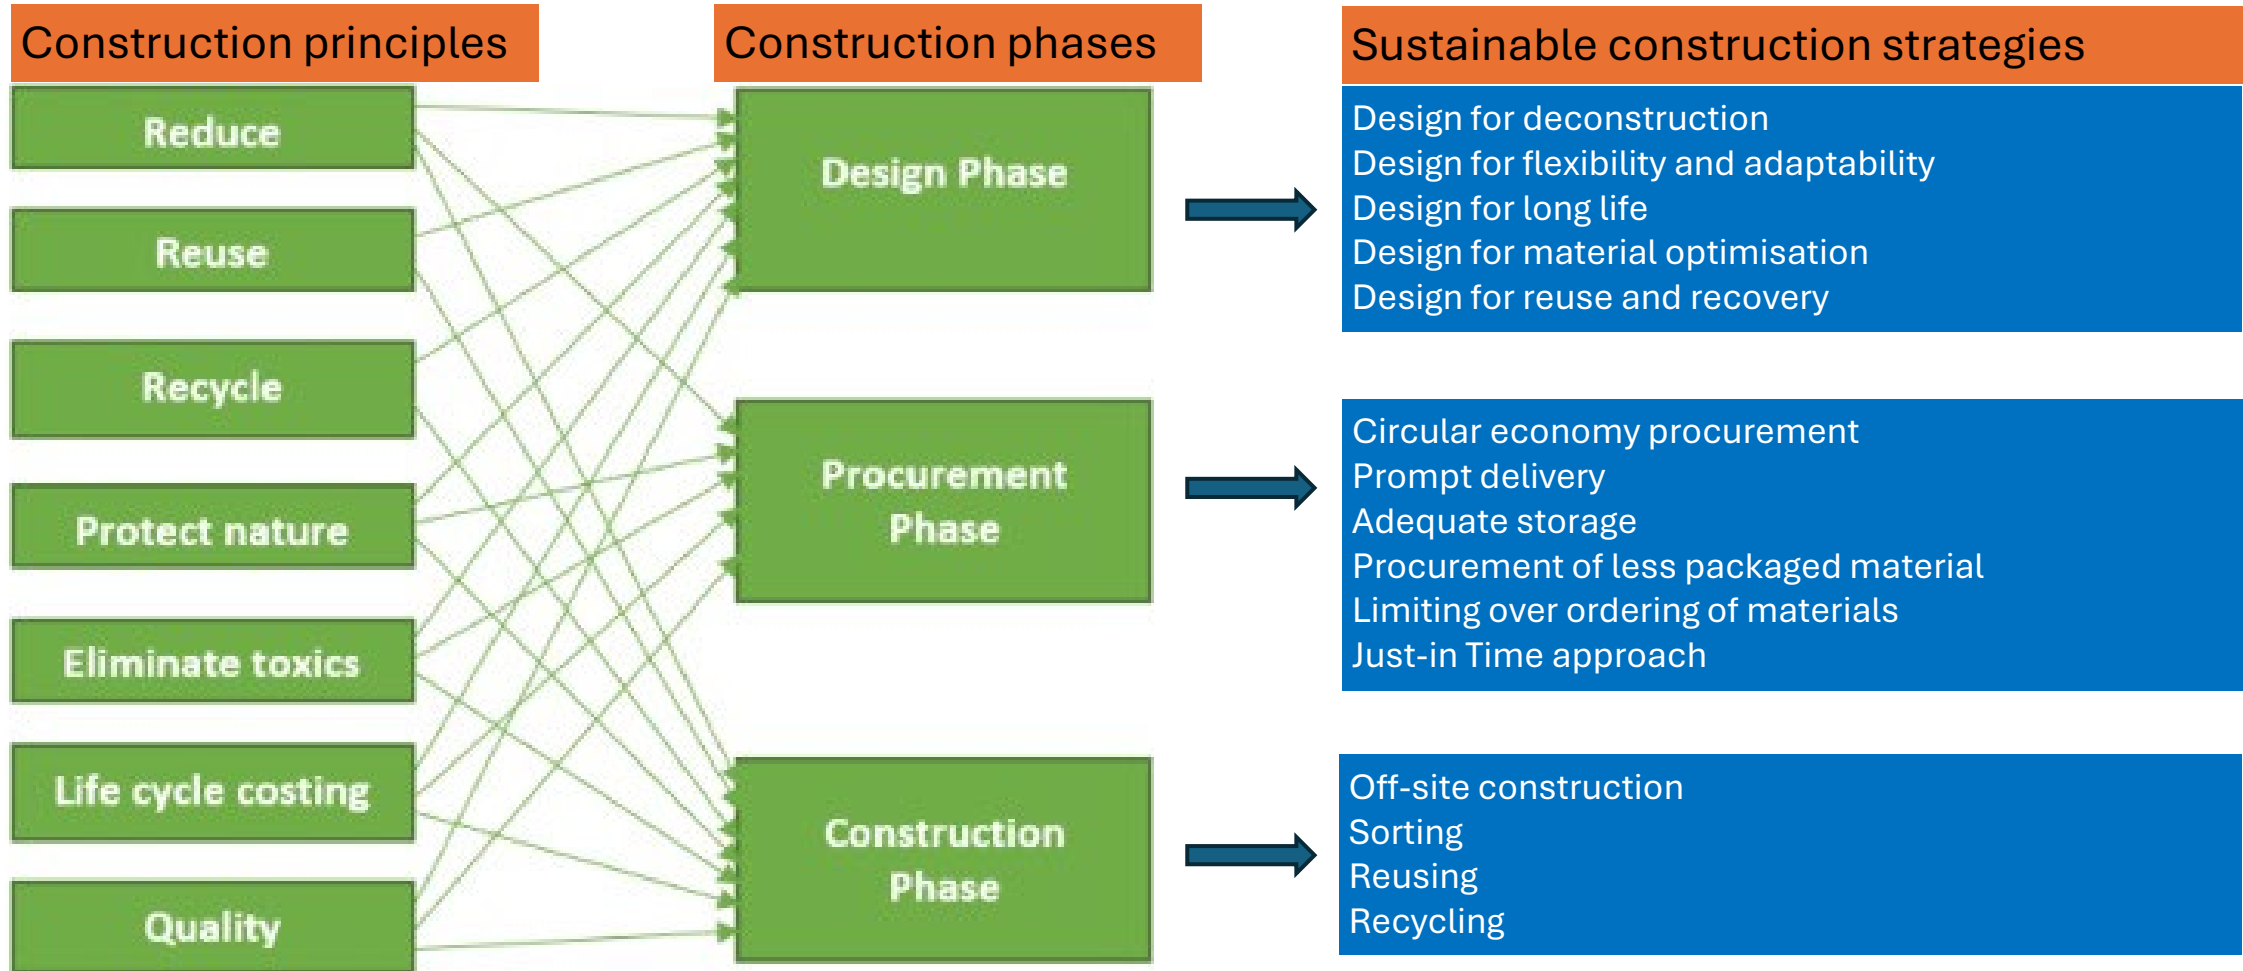 Construction principles
Construction phases
Sustainable construction strategies
Reduce
Reuse
Recycle
Protect nature
Eliminate toxics
Life cycle costing
Quality
Design Phase
Procurement
Phase
Construction
Phase
Design for deconstruction
Design for flexibility and adaptability
Design for long life
Design for material optimisation
Design for reuse and recovery
Circular economy procurement
Prompt delivery
Adequate storage
Procurement of less packaged material
Limiting over ordering of materials
Just-in Time approach
Off-site construction
Sorting
Reusing
Recycling